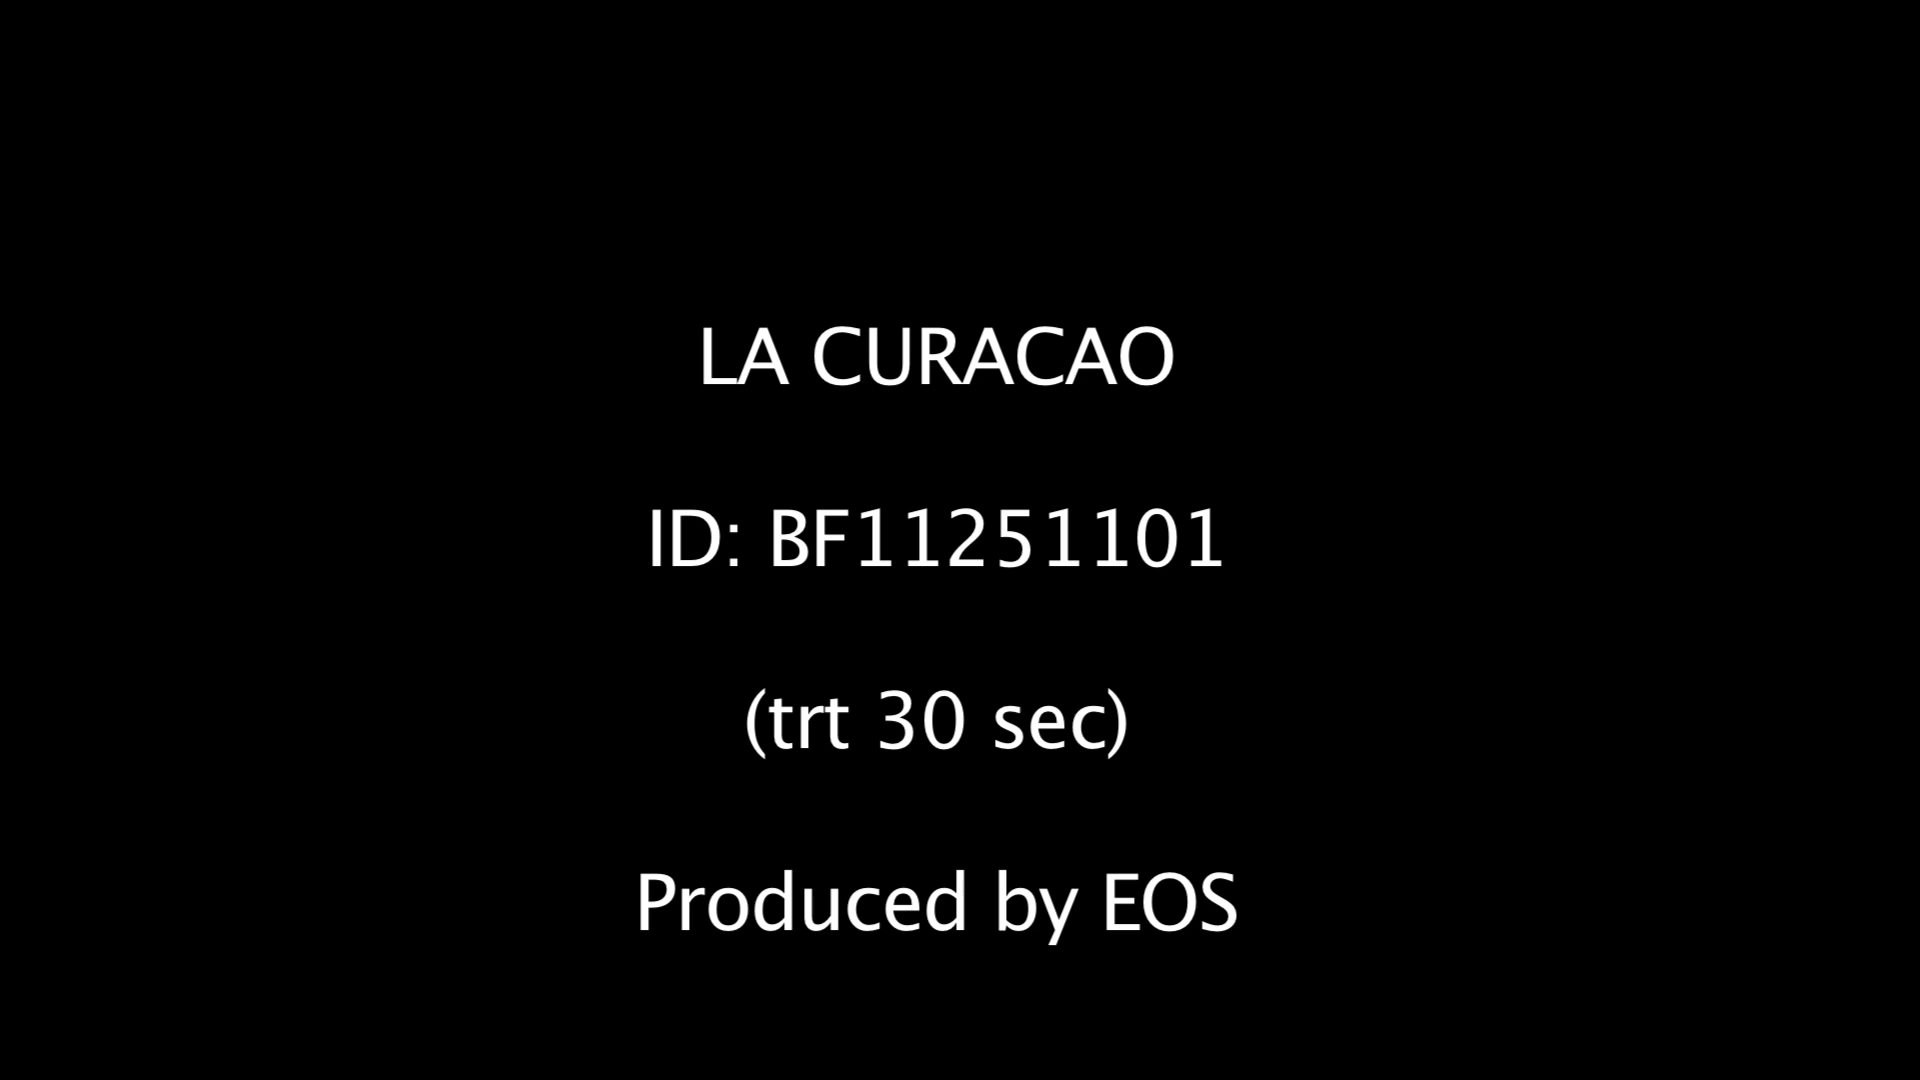 LA CURACAO
ID: BF11251101
(trt 30 sec)
Produced by EOS